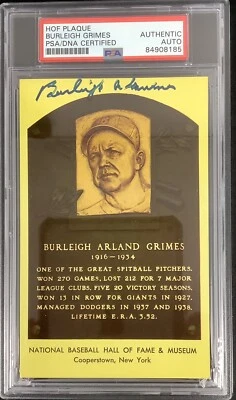 HOF PLAQUE
BURLEIGH GRIMES
PSA/DNA CERTIFIED
AUTHENTIC
AUTO
84908185
PSA
Burleigh A. Grimes
BURLEIGH ARLAND GRIMES
1916–1934
ONE OF THE GREAT SPITBALL PITCHERS.
WON 270 GAMES, LOST 212 FOR 7 MAJOR
LEAGUE CLUBS. FIVE 20 VICTORY SEASONS.
WON 13 IN ROW FOR GIANTS IN 1927.
MANAGED DODGERS IN 1937 AND 1938.
LIFETIME E.R.A. 3.52.
NATIONAL BASEBALL HALL OF FAME & MUSEUM
Cooperstown, New York